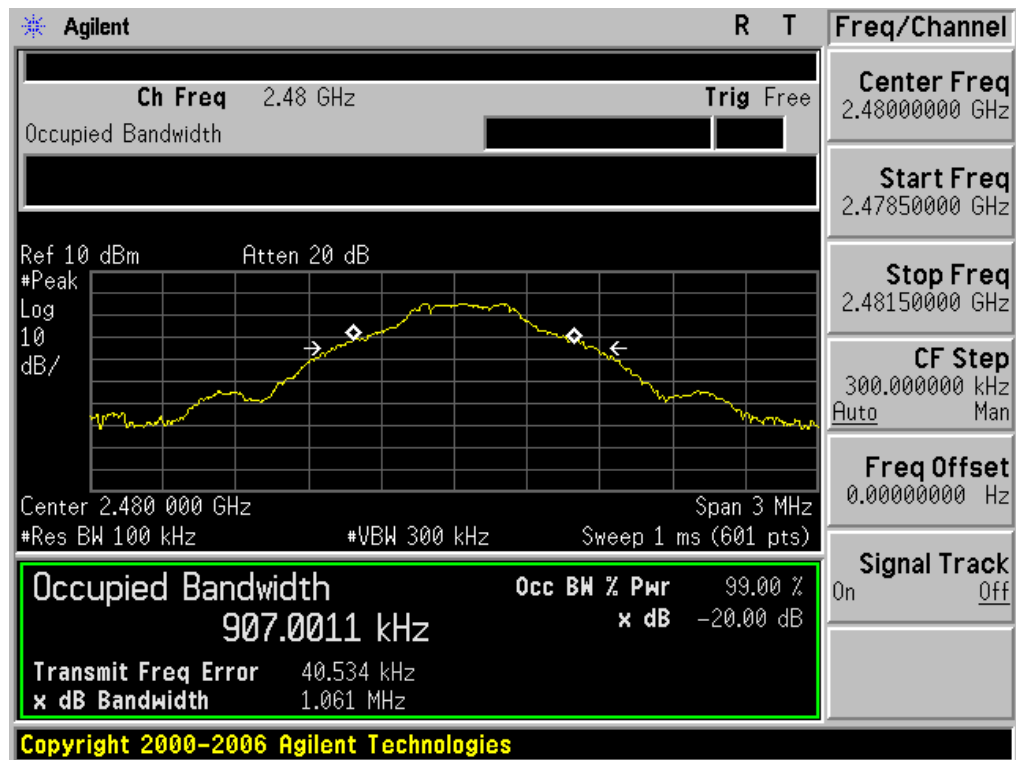 Agilent R T
Freq/Channel
Ch Freq 2.48 GHz Trig Free
Occupied Bandwidth
Center Freq
2.48000000 GHz
Start Freq
2.47850000 GHz
Stop Freq
2.48150000 GHz
CF Step
300.000000 kHz
Auto Man
Freq Offset
0.00000000 Hz
Signal Track
On Off
Ref 10 dBm Atten 20 dB
#Peak
Log
10
dB/
Center 2.480 000 GHz Span 3 MHz
#Res BW 100 kHz #VBW 300 kHz Sweep 1 ms (601 pts)
Occupied Bandwidth
907.0011 kHz
Occ BW % Pwr 99.00 %
x dB -20.00 dB
Transmit Freq Error 40.534 kHz
x dB Bandwidth 1.061 MHz
Copyright 2000-2006 Agilent Technologies